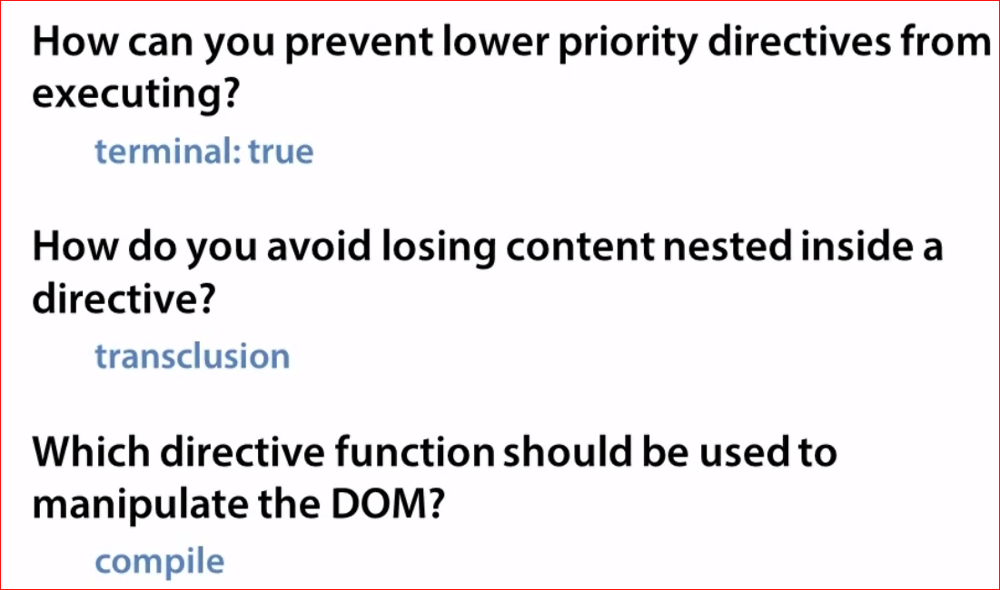 How can you prevent lower priority directives from
executing?
terminal: true
How do you avoid losing content nested inside a
directive?
transclusion
Which directive function should be used to
manipulate the DOM?
compile